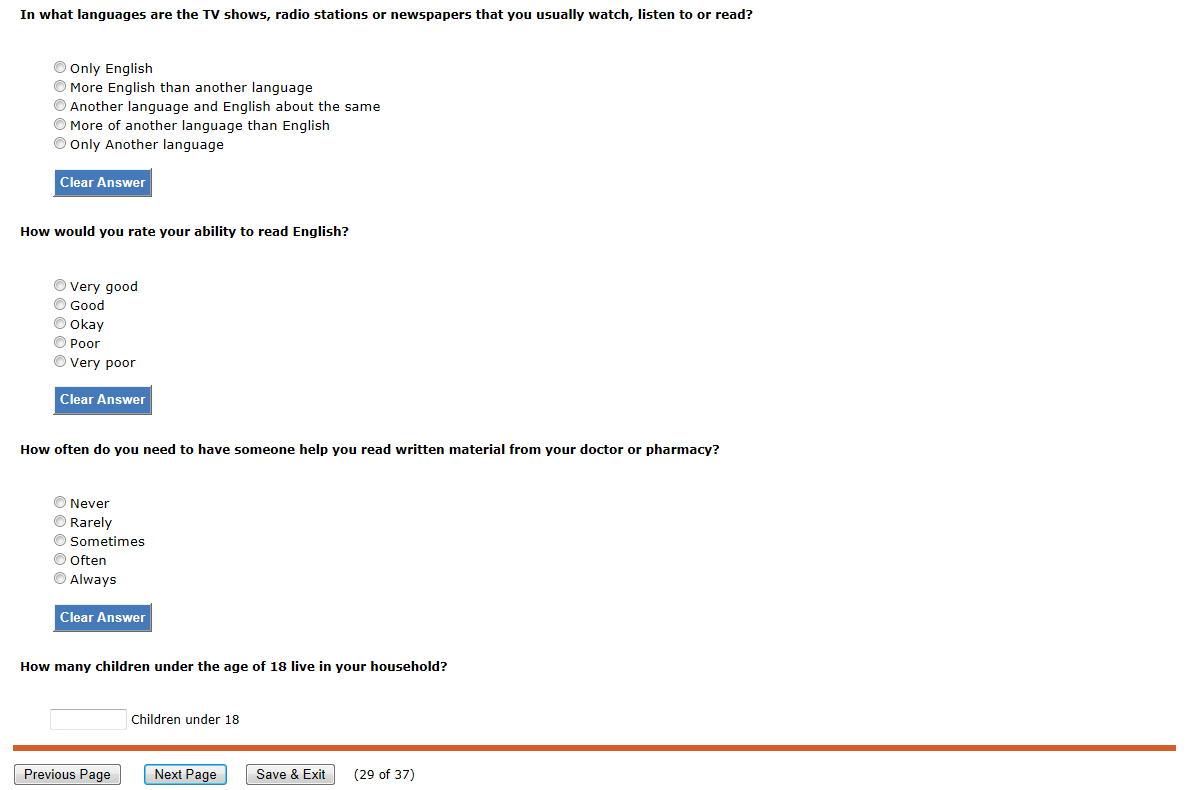 In what languages are the TV shows, radio stations or newspapers that you usually watch, listen to or read?
Only English
More English than another language
Another language and English about the same
More of another language than English
Only Another language
Clear Answer
How would you rate your ability to read English?
Very good
Good
Okay
Poor
Very poor
Clear Answer
How often do you need to have someone help you read written material from your doctor or pharmacy?
Never
Rarely
Sometimes
Often
Always
Clear Answer
How many children under the age of 18 live in your household?
Children under 18
Previous Page Next Page Save & Exit (29 of 37)